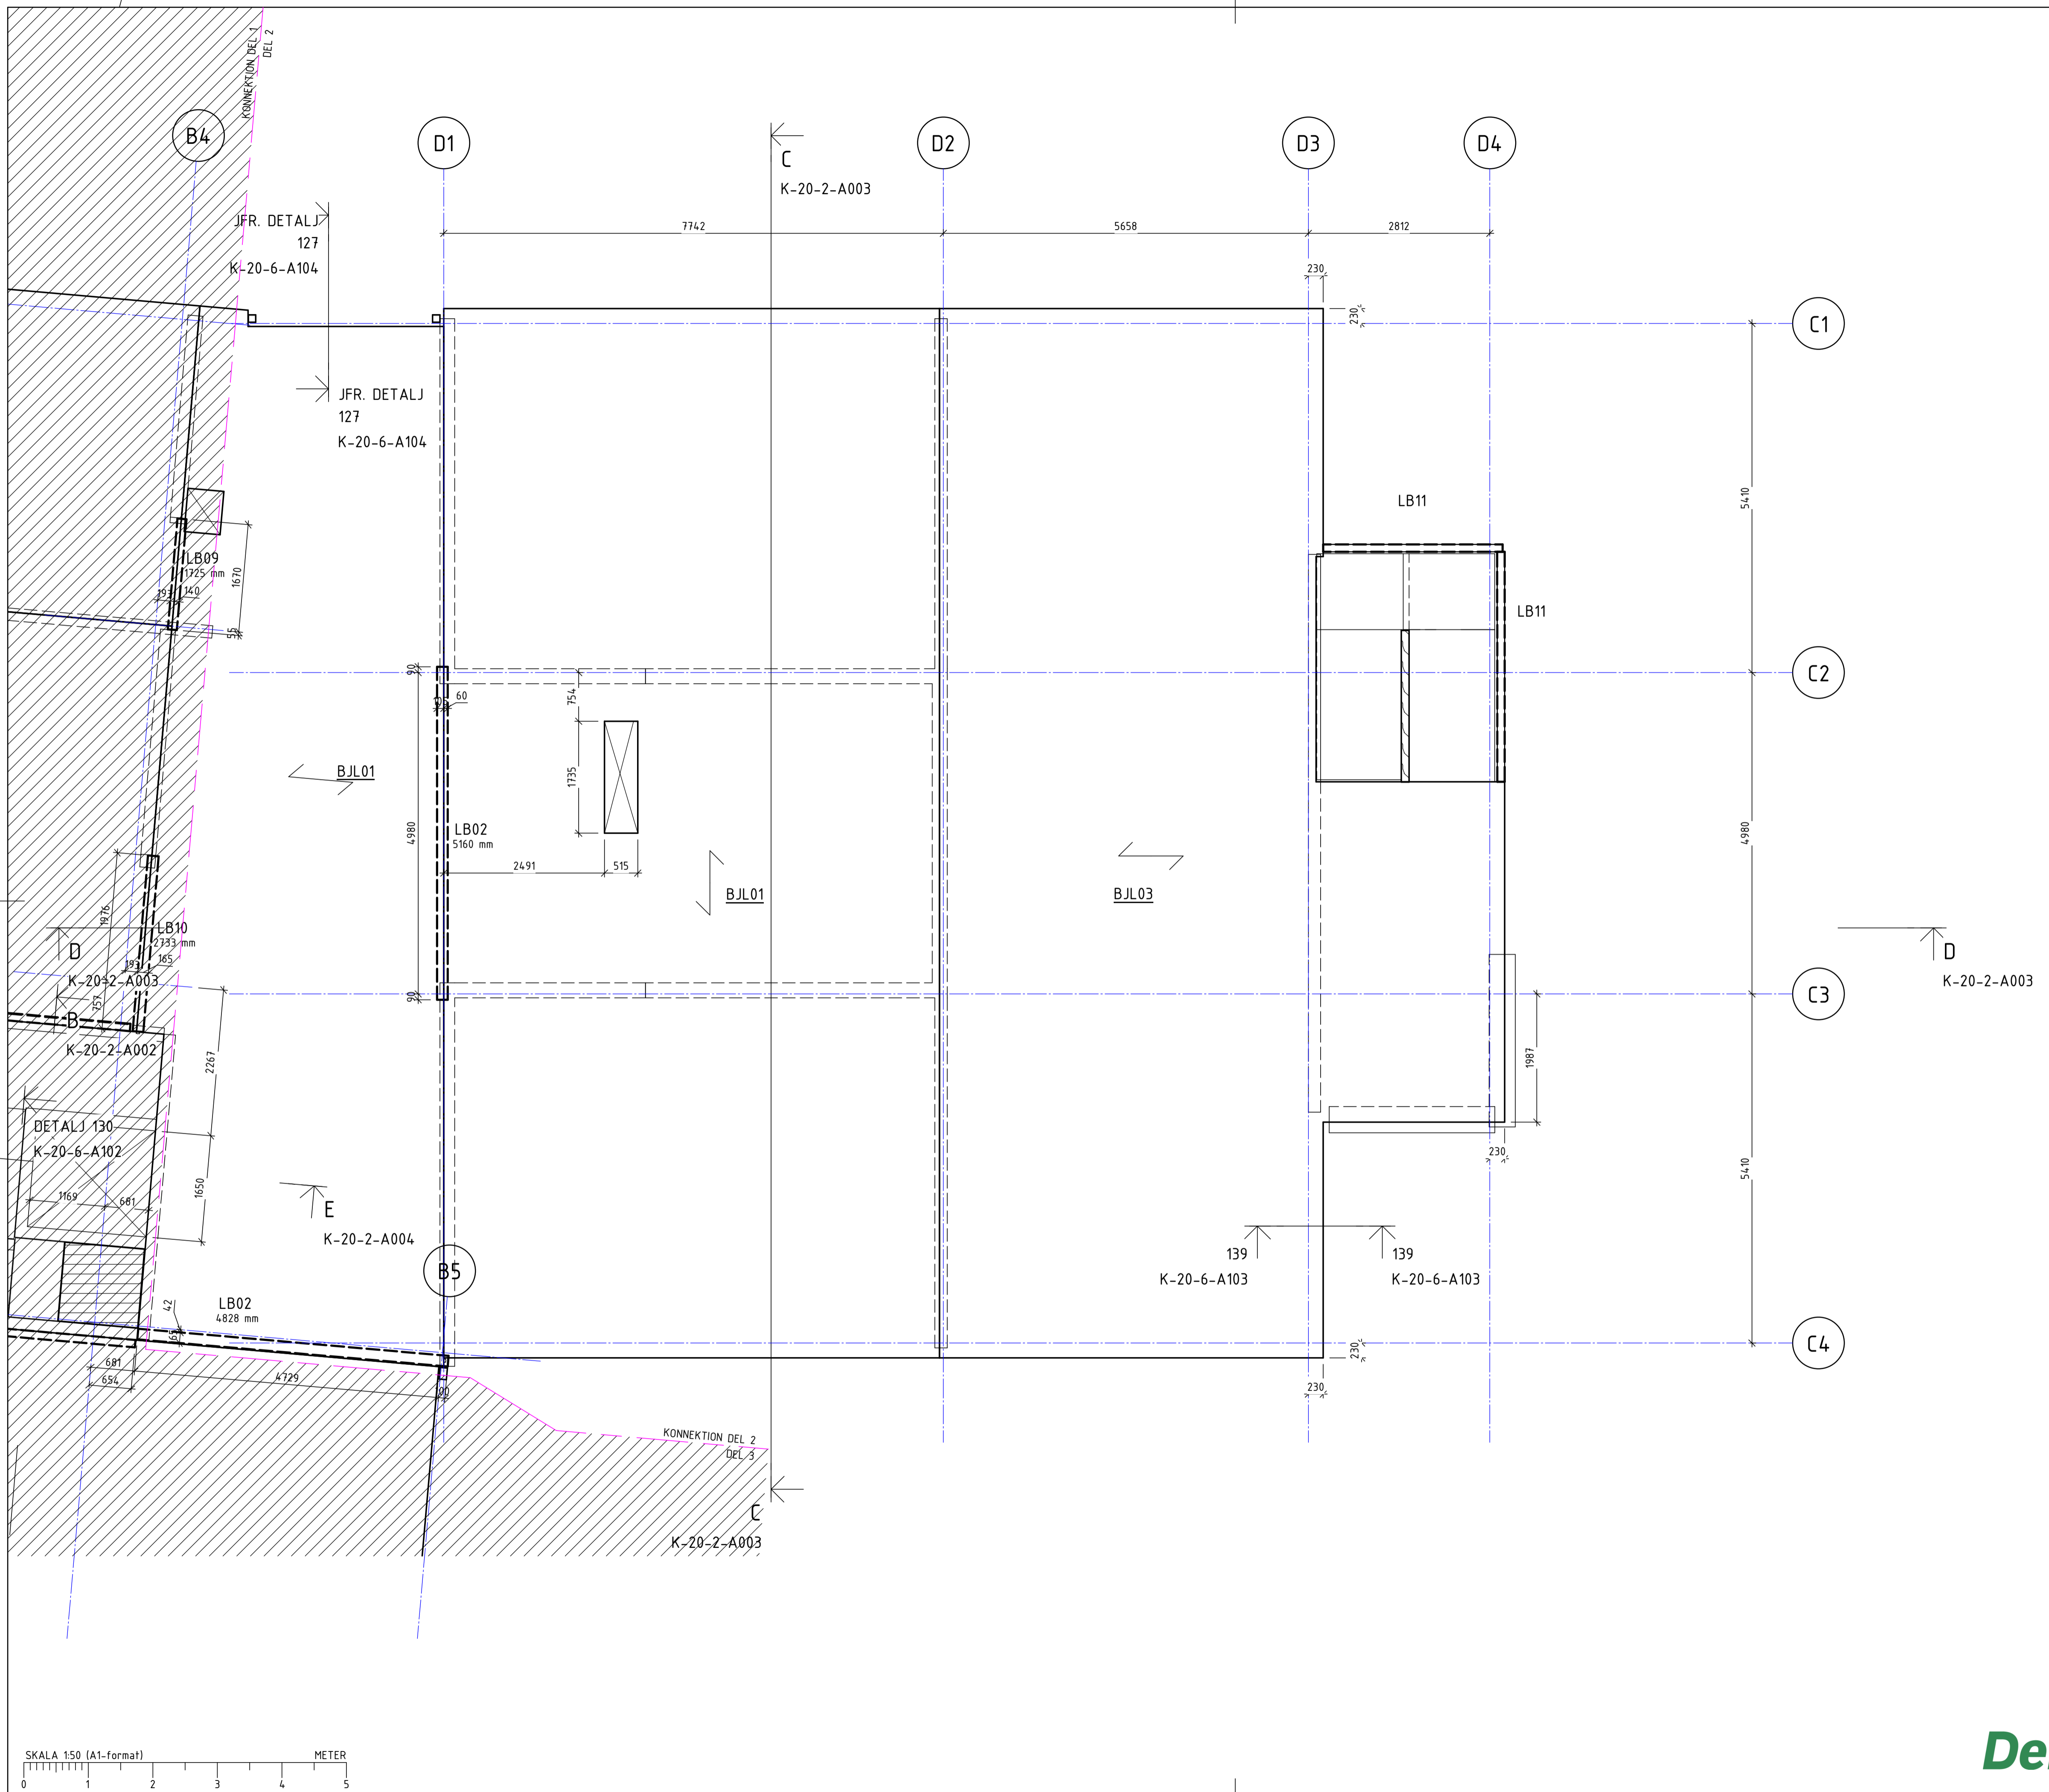 KONNEKTION DEL 1
DEL 2
B4
D1
D2
D3
D4
C
K-20-2-A003
JFR. DETALJ
127
K-20-6-A104
7742
5658
2812
230
230
C1
JFR. DETALJ
127
K-20-6-A104
5410
LB11
LB09
1725 mm
193
140
1670
55
LB11
90
C2
60
754
1735
BJL01
4980
LB02
5160 mm
2491
515
BJL01
BJL03
4980
1976
LB10
2733 mm
193
165
D
K-20-2-A003
757
B
K-20-2-A002
D
K-20-2-A003
90
C3
2267
1987
DETALJ 130
K-20-6-A102
1169
681
1650
E
K-20-2-A004
230
5410
139
K-20-6-A103
139
K-20-6-A103
B5
LB02
4828 mm
42
165
230
C4
681
654
4729
90
230
KONNEKTION DEL 2
DEL 3
C
K-20-2-A003
SKALA 1:50 (A1-format)
METER
0 1 2 3 4 5